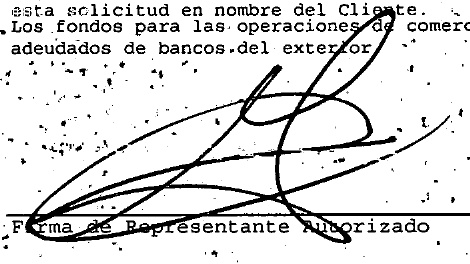 esta solicitud en nombre del Cliente.
Los fondos para las operaciones de comerc
adeudados de bancos del exterior
Firma de Representante Autorizado